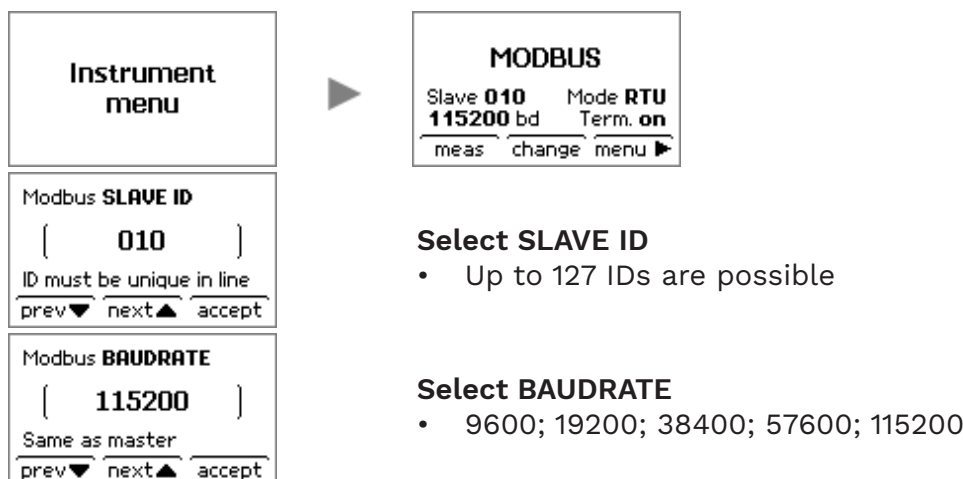 Instrument
menu
MODBUS
Slave 010 Mode RTU
115200 bd Term. on
meas change menu ▶
Modbus SLAVE ID
[ 010 ]
ID must be unique in line
prev▼ next▲ accept
Select SLAVE ID
• Up to 127 IDs are possible
Modbus BAUDRATE
[ 115200 ]
Same as master
prev▼ next▲ accept
Select BAUDRATE
• 9600; 19200; 38400; 57600; 115200